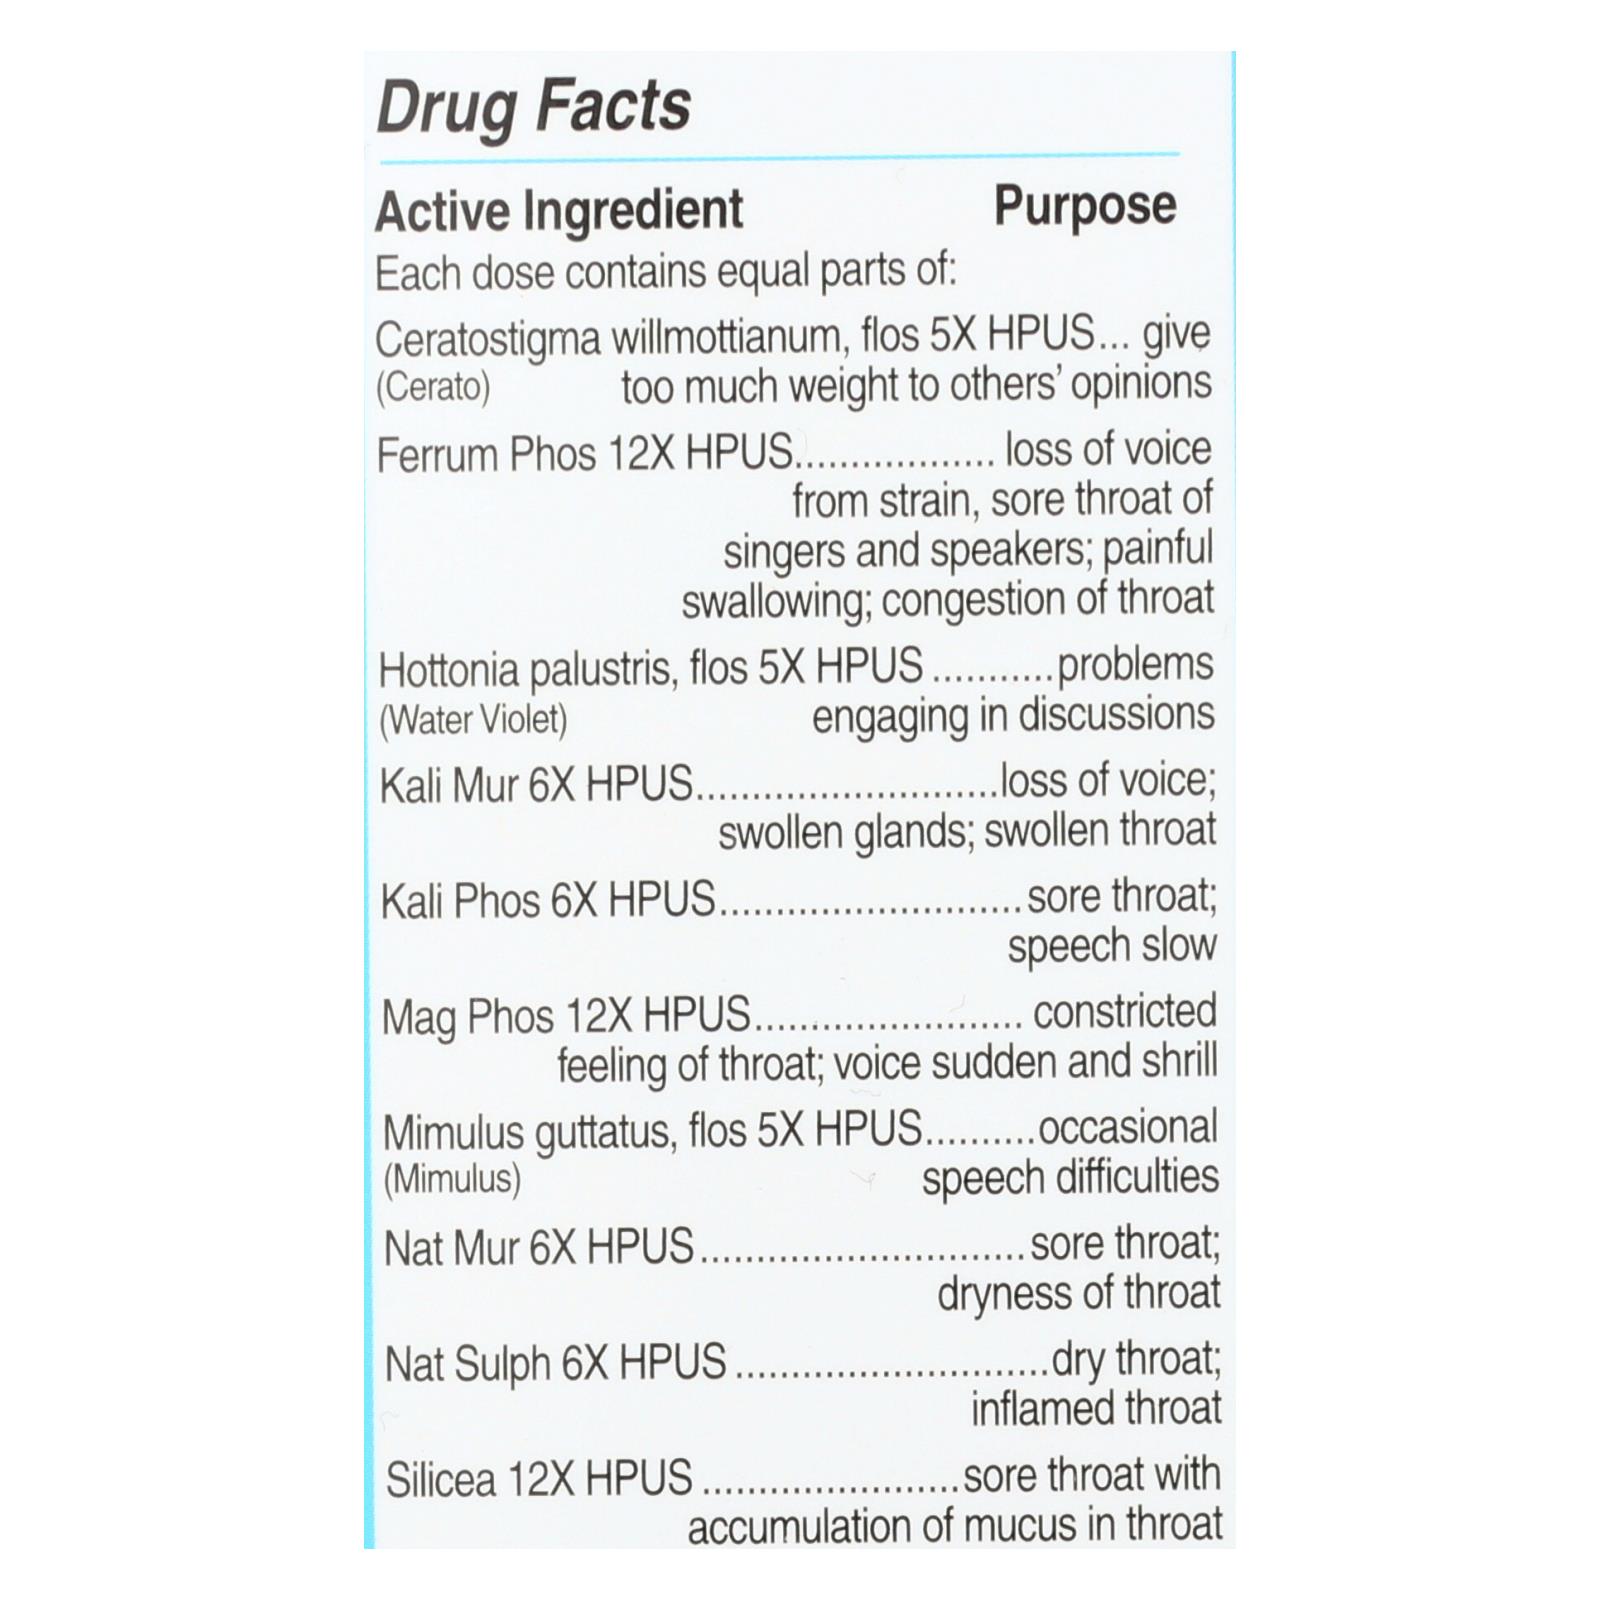 Drug Facts
Active Ingredient Purpose
Each dose contains equal parts of:
Ceratostigma willmottianum, flos 5X HPUS... give
(Cerato) too much weight to others' opinions
Ferrum Phos 12X HPUS.................. loss of voice
from strain, sore throat of
singers and speakers; painful
swallowing; congestion of throat
Hottonia palustris, flos 5X HPUS ...........problems
(Water Violet) engaging in discussions
Kali Mur 6X HPUS...........................loss of voice;
swollen glands; swollen throat
Kali Phos 6X HPUS...........................sore throat;
speech slow
Mag Phos 12X HPUS........................ constricted
feeling of throat; voice sudden and shrill
Mimulus guttatus, flos 5X HPUS..........occasional
(Mimulus) speech difficulties
Nat Mur 6X HPUS.............................sore throat;
dryness of throat
Nat Sulph 6X HPUS ............................dry throat;
inflamed throat
Silicea 12X HPUS .......................sore throat with
accumulation of mucus in throat